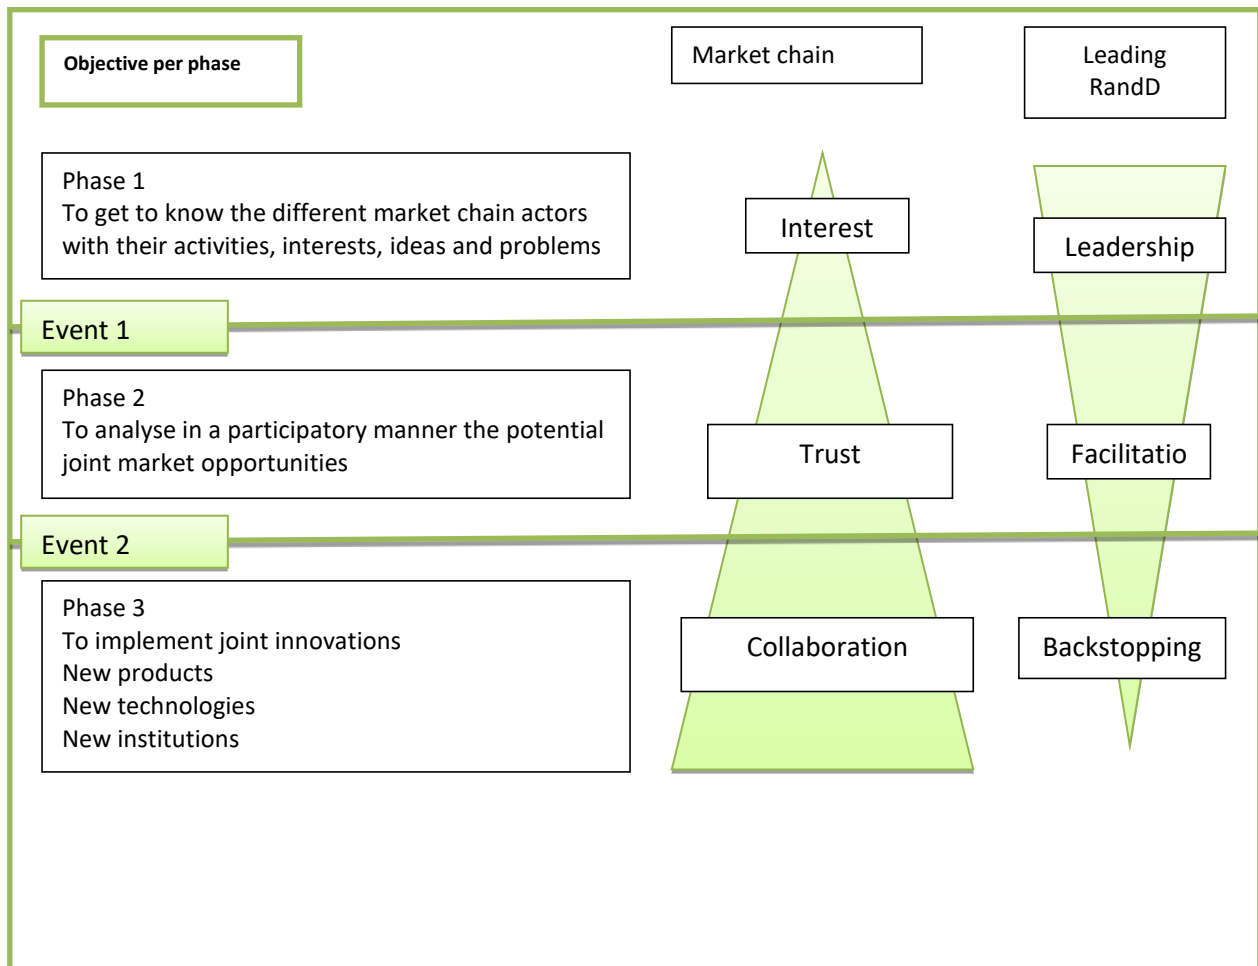 Objective per phase
Market chain
Leading
RandD
Phase 1
To get to know the different market chain actors
with their activities, interests, ideas and problems
Interest
Leadership
Event 1
Phase 2
To analyse in a participatory manner the potential
joint market opportunities
Trust
Facilitatio
Event 2
Phase 3
To implement joint innovations
New products
New technologies
New institutions
Collaboration
Backstopping